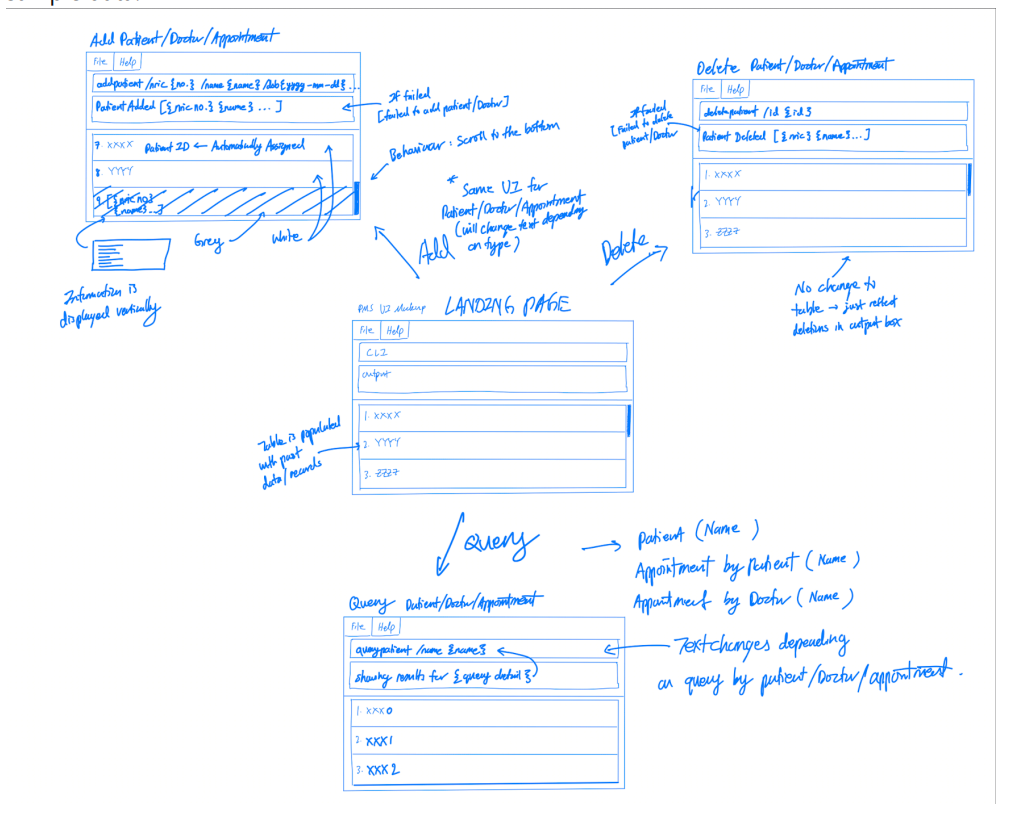 Add Patient/Doctor/Appointment
File Help
addpatient /nric {no.} /name {name} /dob {yyyy-mm-dd} ...
Patient Added [{nric no.} {name} ... ]
7. XXXX Patient ID ← Automatically Assigned
8. YYYY
9. [{nric no}
{name} ..]
If failed
[failed to add patient/Doctor]
Behaviour: Scroll to the bottom
Grey
White
Information is
displayed vertically
* Same UI for
Patient/Doctor/Appointment
(will change text depending
on type)
Add
Delete
Delete Patient/Doctor/Appointment
File Help
deletepatient /id {id}
Patient Deleted [{nric} {name}...]
If failed
[Failed to delete
patient/Doctor
1. XXXX
2. YYYY
3. ZZZZ
No change to
table → just reflect
deletions in output box
PMS UI Mockup LANDING PAGE
File Help
CLI
output
1. XXXX
2. YYYY
3. ZZZZ
Table is populated
with past
data/records
Query
Patient (Name )
Appointment by Patient (Name )
Appointment by Doctor (Name )
Query Patient/Doctor/Appointment
File Help
querypatient /name {name}
showing results for {query detail}
1. XXX0
2. XXX1
3. XXX2
Text changes depending
on query by patient/Doctor/appointment.